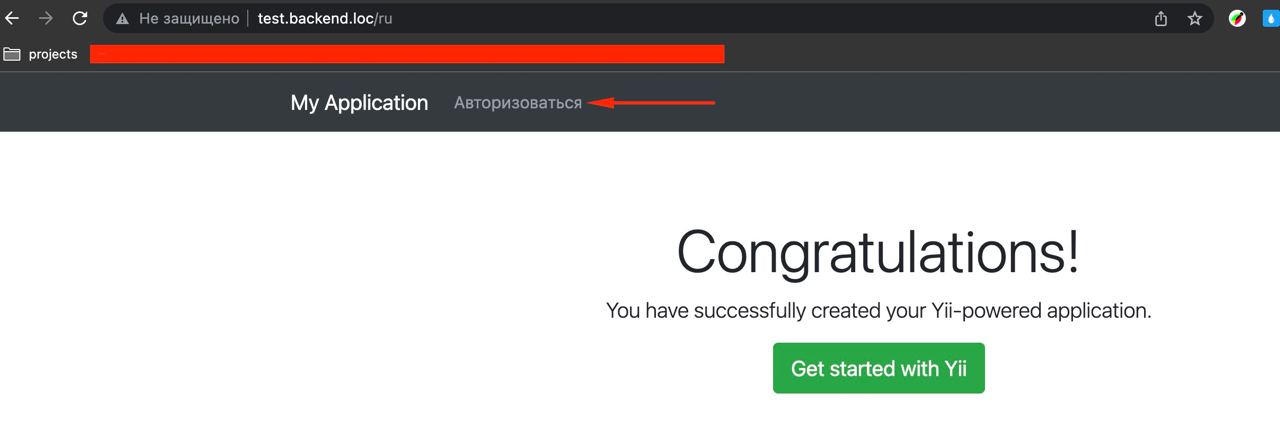 Не защищено test.backend.loc/ru
projects
My Application Авторизоваться
Congratulations!
You have successfully created your Yii-powered application.
Get started with Yii